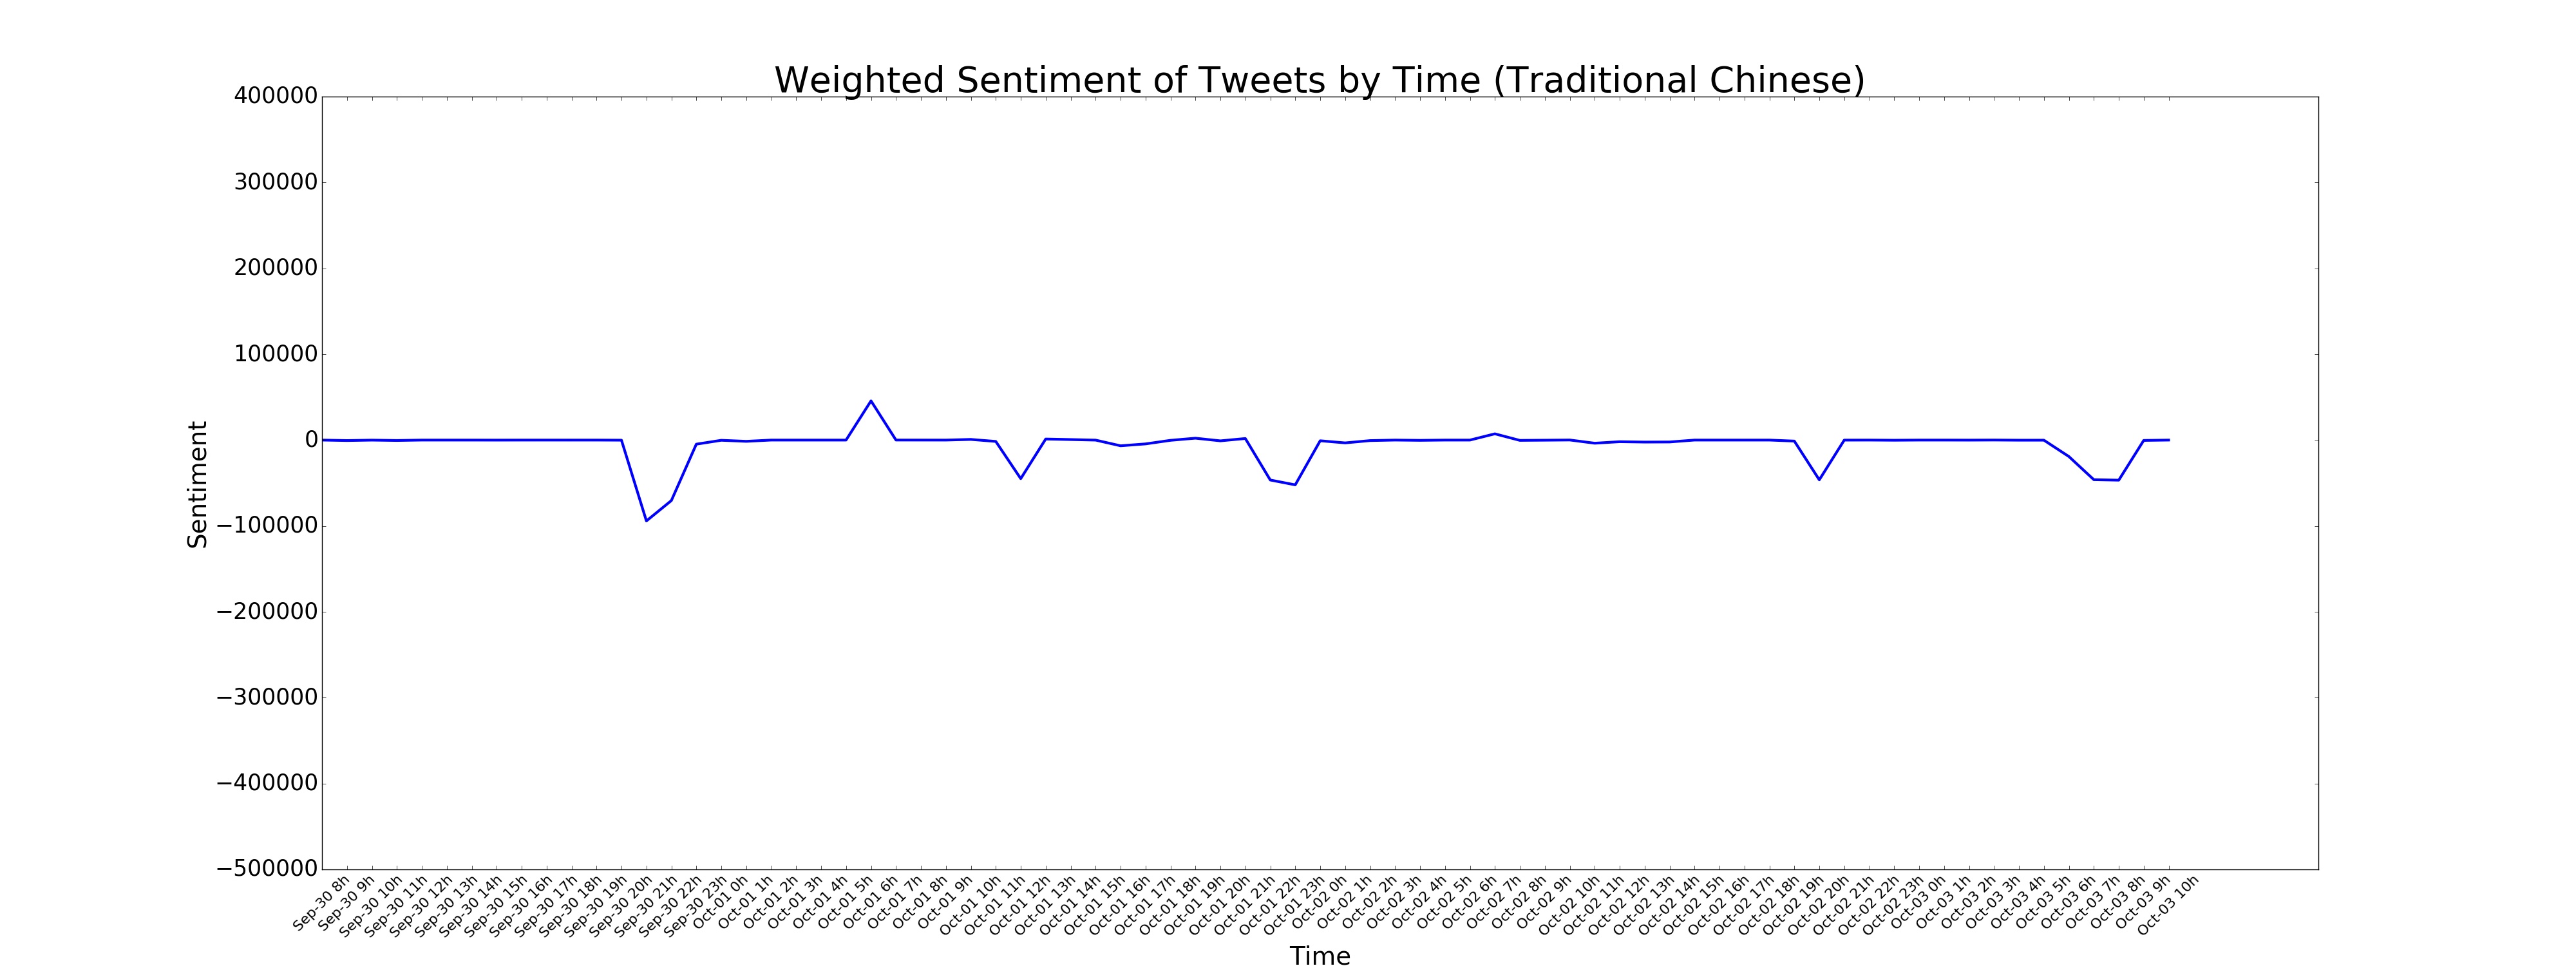 Weighted Sentiment of Tweets by Time (Traditional Chinese)
400000
300000
200000
100000
0
−100000
−200000
−300000
−400000
−500000
Sentiment
Sep-30 8h
Sep-30 9h
Sep-30 10h
Sep-30 11h
Sep-30 12h
Sep-30 13h
Sep-30 14h
Sep-30 15h
Sep-30 16h
Sep-30 17h
Sep-30 18h
Sep-30 19h
Sep-30 20h
Sep-30 21h
Sep-30 22h
Sep-30 23h
Oct-01 0h
Oct-01 1h
Oct-01 2h
Oct-01 3h
Oct-01 4h
Oct-01 5h
Oct-01 6h
Oct-01 7h
Oct-01 8h
Oct-01 9h
Oct-01 10h
Oct-01 11h
Oct-01 12h
Oct-01 13h
Oct-01 14h
Oct-01 15h
Oct-01 16h
Oct-01 17h
Oct-01 18h
Oct-01 19h
Oct-01 20h
Oct-01 21h
Oct-01 22h
Oct-01 23h
Oct-02 0h
Oct-02 1h
Oct-02 2h
Oct-02 3h
Oct-02 4h
Oct-02 5h
Oct-02 6h
Oct-02 7h
Oct-02 8h
Oct-02 9h
Oct-02 10h
Oct-02 11h
Oct-02 12h
Oct-02 13h
Oct-02 14h
Oct-02 15h
Oct-02 16h
Oct-02 17h
Oct-02 18h
Oct-02 19h
Oct-02 20h
Oct-02 21h
Oct-02 22h
Oct-02 23h
Oct-03 0h
Oct-03 1h
Oct-03 2h
Oct-03 3h
Oct-03 4h
Oct-03 5h
Oct-03 6h
Oct-03 7h
Oct-03 8h
Oct-03 9h
Oct-03 10h
Time